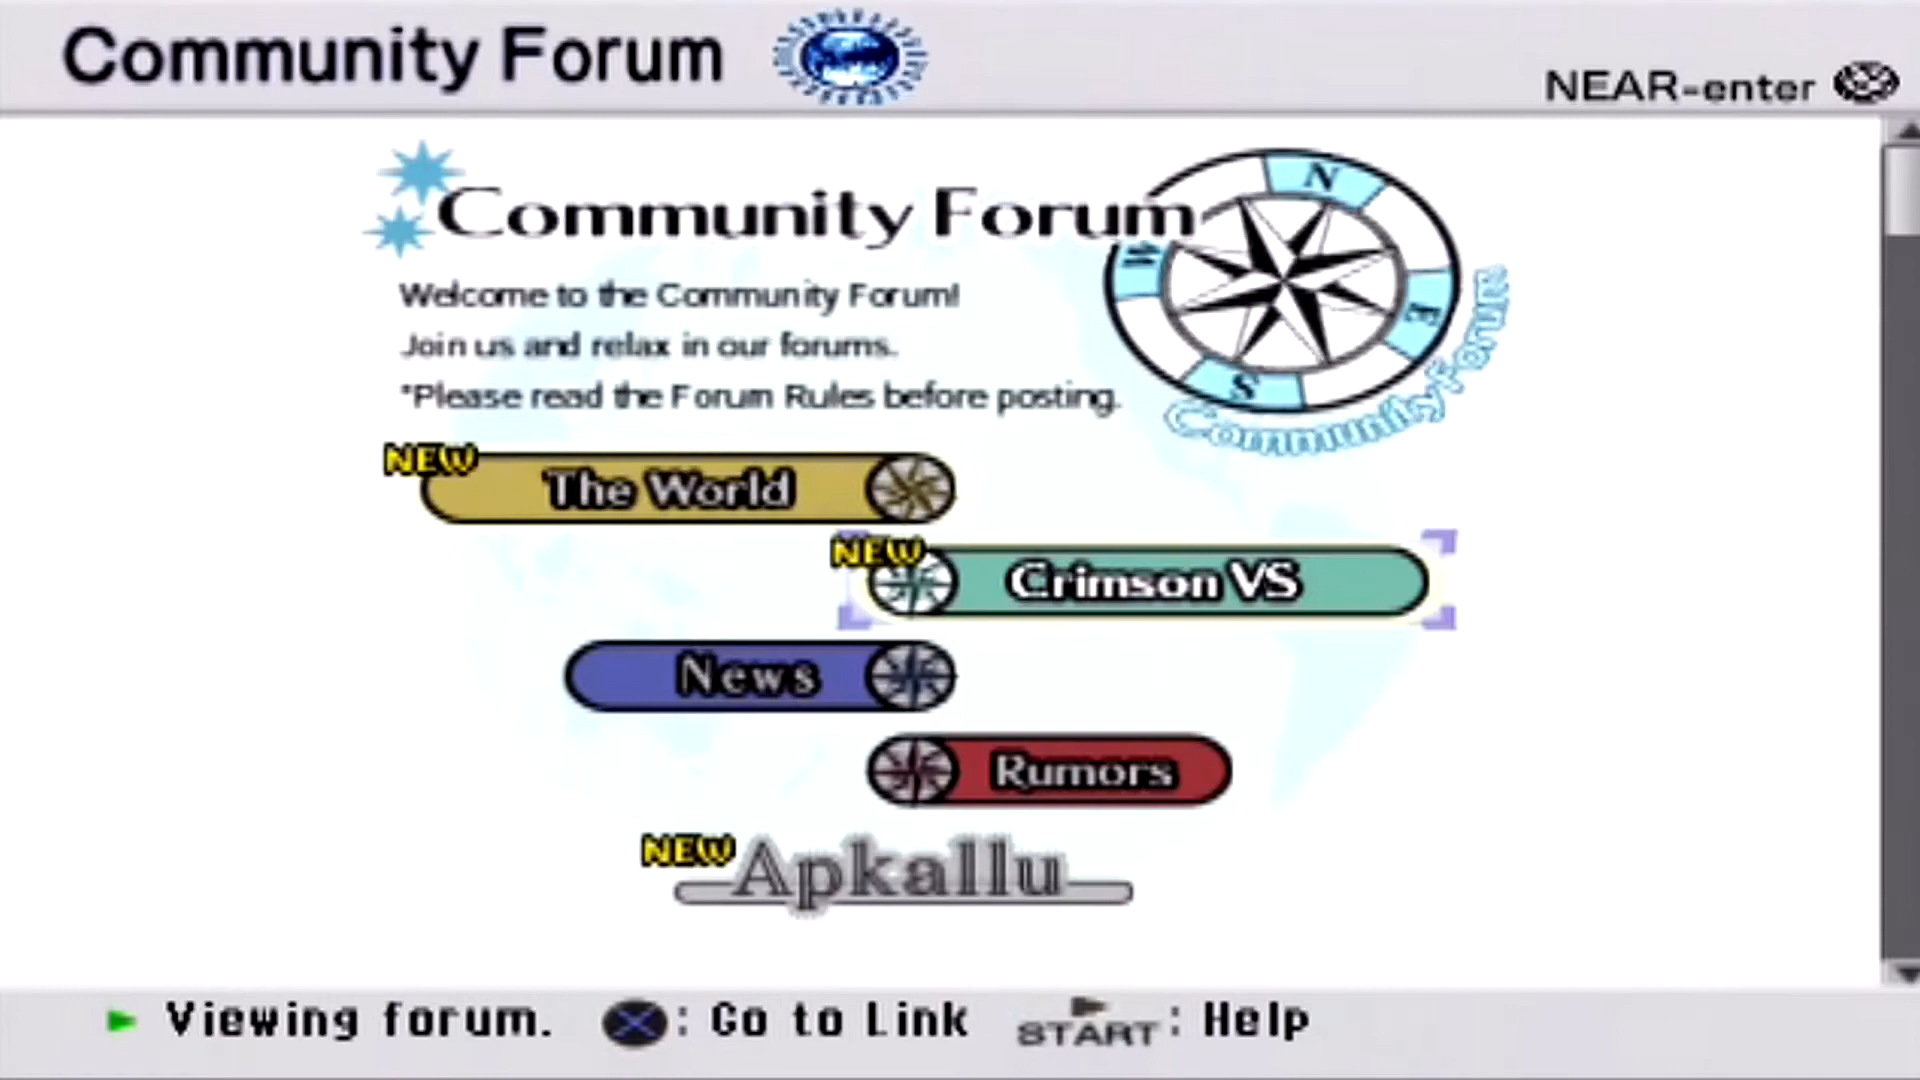 Community Forum
NEAR-enter
Community Forum
N
W
E
S
Community Forum
Welcome to the Community Forum!
Join us and relax in our forums.
*Please read the Forum Rules before posting.
NEW
The World
NEW
Crimson VS
News
Rumors
NEW
Apkallu
Viewing forum. : Go to Link START : Help